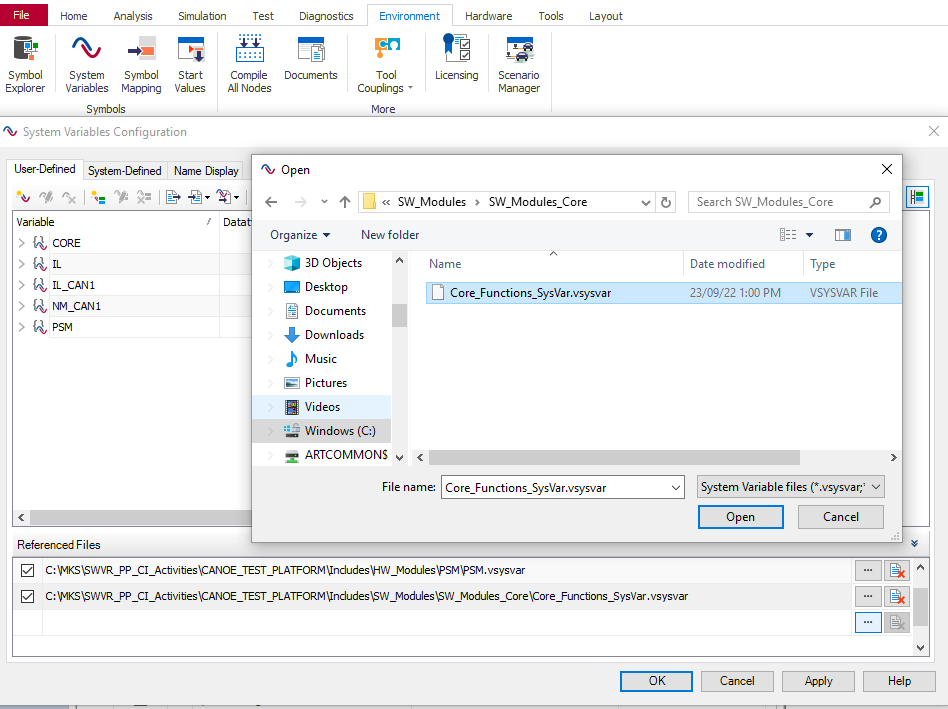 File Home Analysis Simulation Test Diagnostics Environment Hardware Tools Layout
Symbol Explorer
System Variables
Symbol Mapping
Start Values
Compile All Nodes
Documents
Tool Couplings
Licensing
Scenario Manager
Symbols
More
System Variables Configuration
User-Defined System-Defined Name Display
Variable /
CORE
IL
IL_CAN1
NM_CAN1
PSM
Open
« SW_Modules › SW_Modules_Core
Search SW_Modules_Core
Organize New folder
?
Name Date modified Type
3D Objects
Desktop
Documents
Downloads
Music
Pictures
Videos
Windows (C:)
ARTCOMMON$
Core_Functions_SysVar.vsysvar 23/09/22 1:00 PM VSYSVAR File
File name: Core_Functions_SysVar.vsysvar
System Variable files (*.vsysvar;
Open Cancel
Referenced Files
C:\MKS\SWVR_PP_CI_Activities\CANOE_TEST_PLATFORM\Includes\HW_Modules\PSM\PSM.vsysvar ...
C:\MKS\SWVR_PP_CI_Activities\CANOE_TEST_PLATFORM\Includes\SW_Modules\SW_Modules_Core\Core_Functions_SysVar.vsysvar ...
...
OK Cancel Apply Help